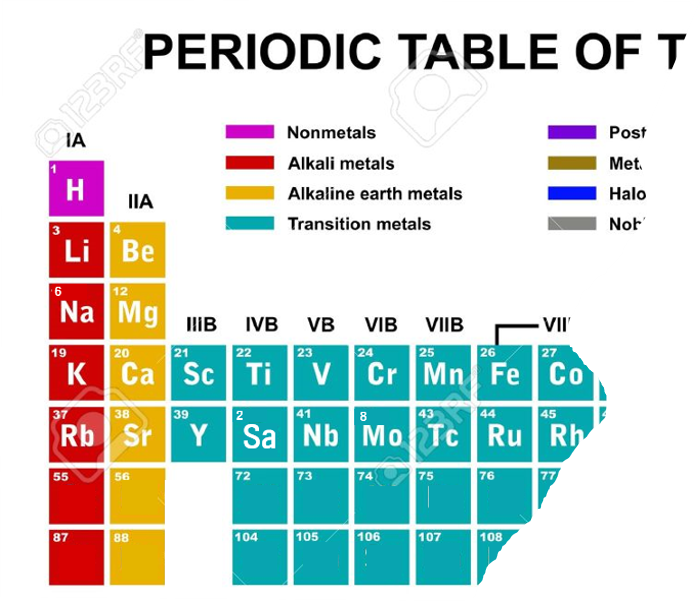 PERIODIC TABLE OF T
123RF
IA
Nonmetals
Alkali metals
Alkaline earth metals
Transition metals
Post
Met
Halo
1
H
IIA
3 4
Li Be
6 12
Na Mg
IIIB IVB VB VIB VIIB VII
19 20 21 22 23 24 25 26 27
K Ca Sc Ti V Cr Mn Fe Co
37 38 39 2 41 8 43 44 45
Rb Sr Y Sa Nb Mo Tc Ru Rh
123RF
55 56 72 73 74 75 76 77
87 88 104 105 106 107 108